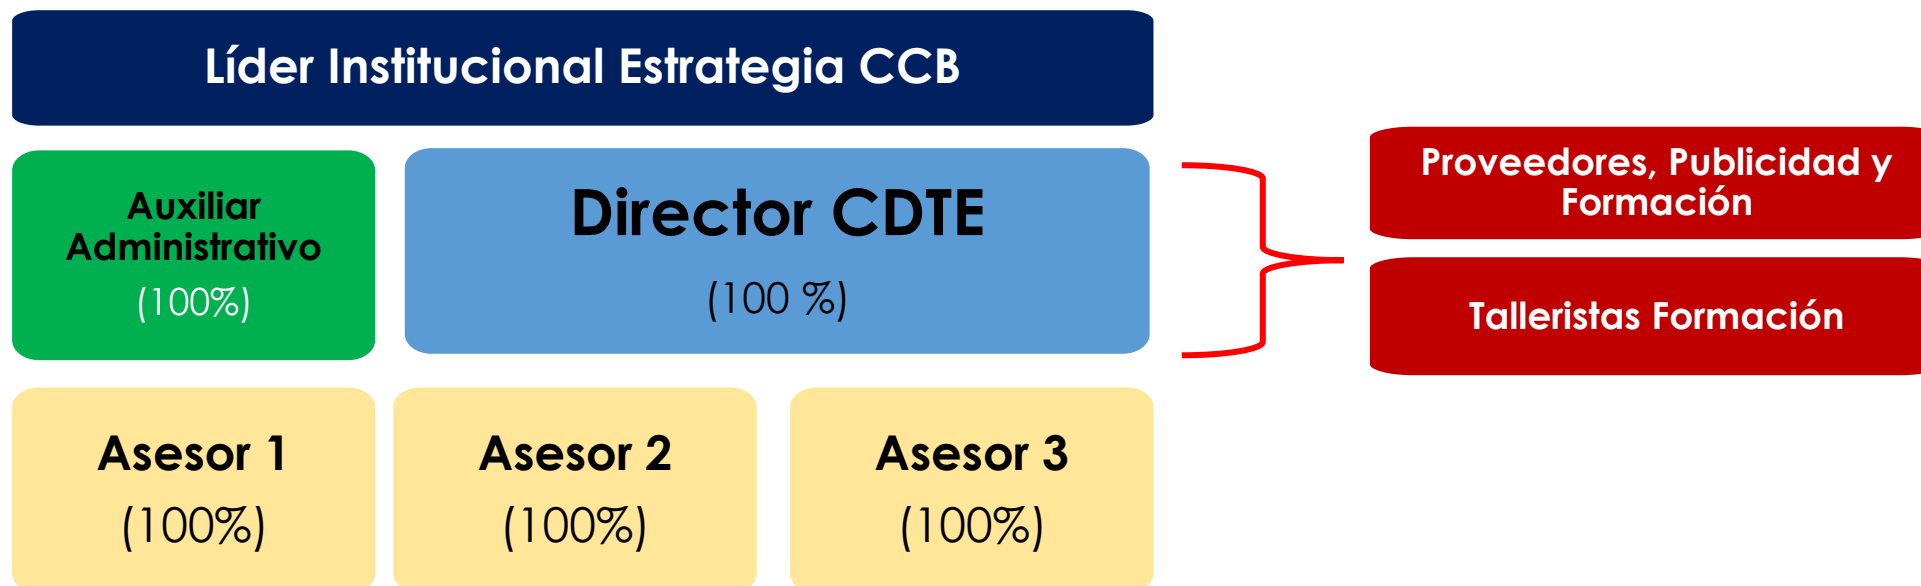 Líder Institucional Estrategia CCB
Auxiliar
Administrativo
(100%)
Director CDTE
(100 %)
Proveedores, Publicidad y
Formación
Talleristas Formación
Asesor 1
(100%)
Asesor 2
(100%)
Asesor 3
(100%)